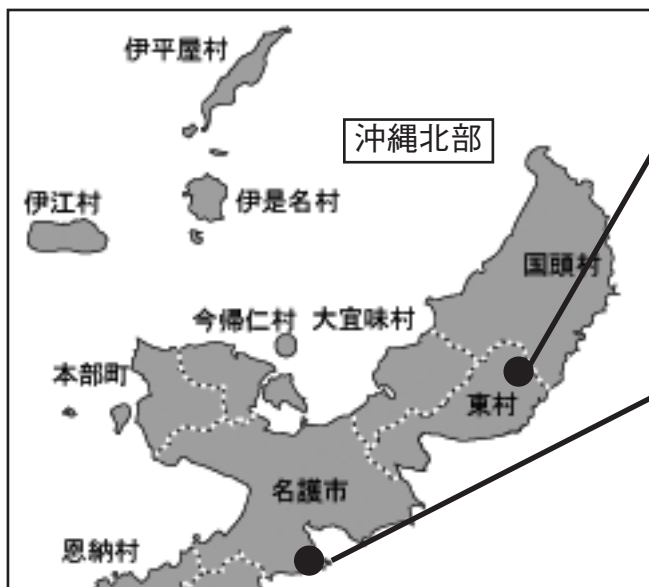 伊平屋村
沖縄北部
伊江村
伊是名村
国頭村
今帰仁村
大宜味村
本部町
東村
名護市
恩納村